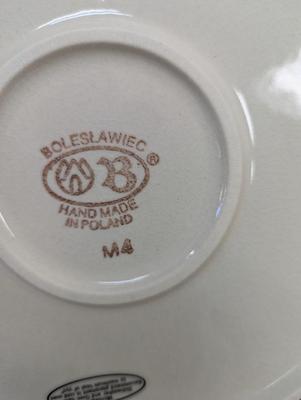 BOLESŁAWIEC ®
B
HAND MADE
IN POLAND
M4